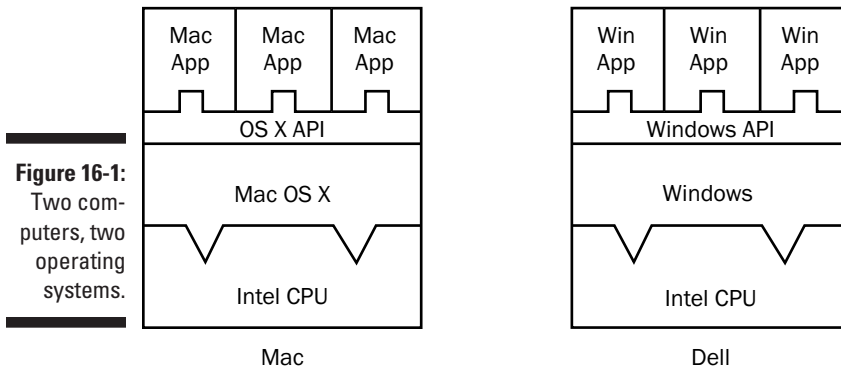 Figure 16-1:
Two com-
puters, two
operating
systems.
Mac App
Mac App
Mac App
OS X API
Mac OS X
Intel CPU
Mac
Win App
Win App
Win App
Windows API
Windows
Intel CPU
Dell